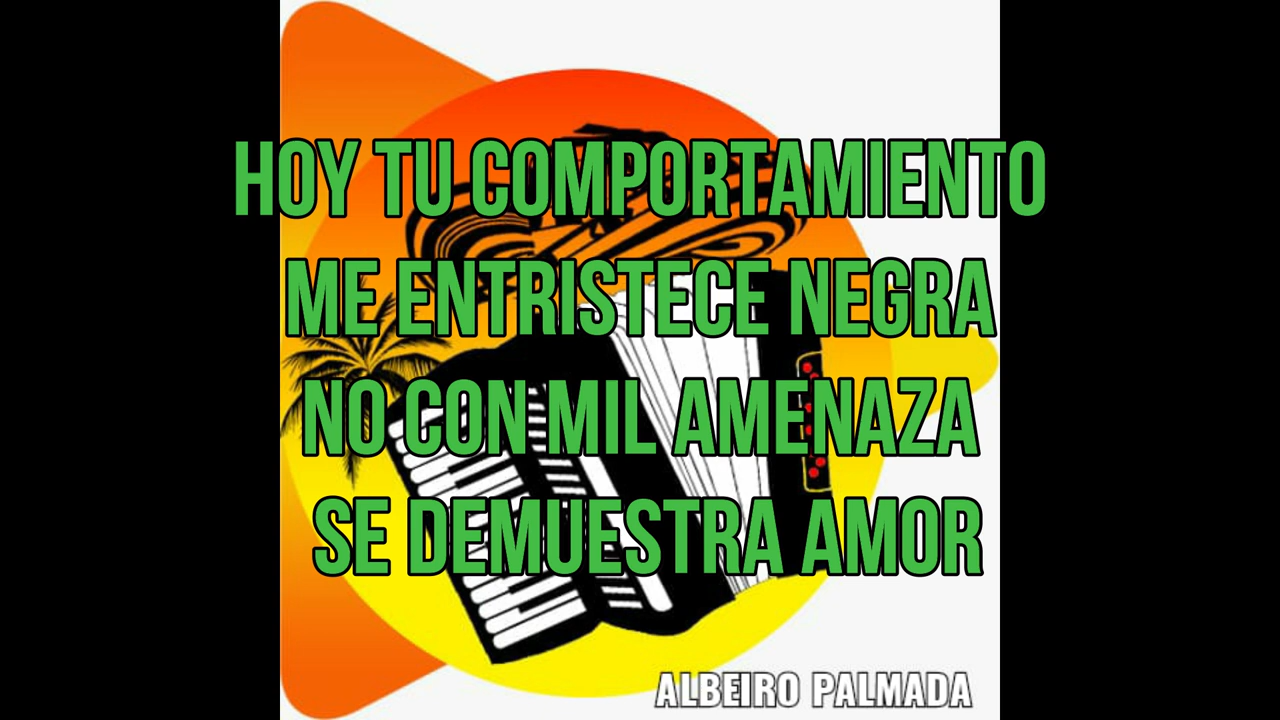 HOY TU COMPORTAMIENTO
ME ENTRISTECE NEGRA
NO CON MIL AMENAZA
SE DEMUESTRA AMOR
ALBEIRO PALMADA